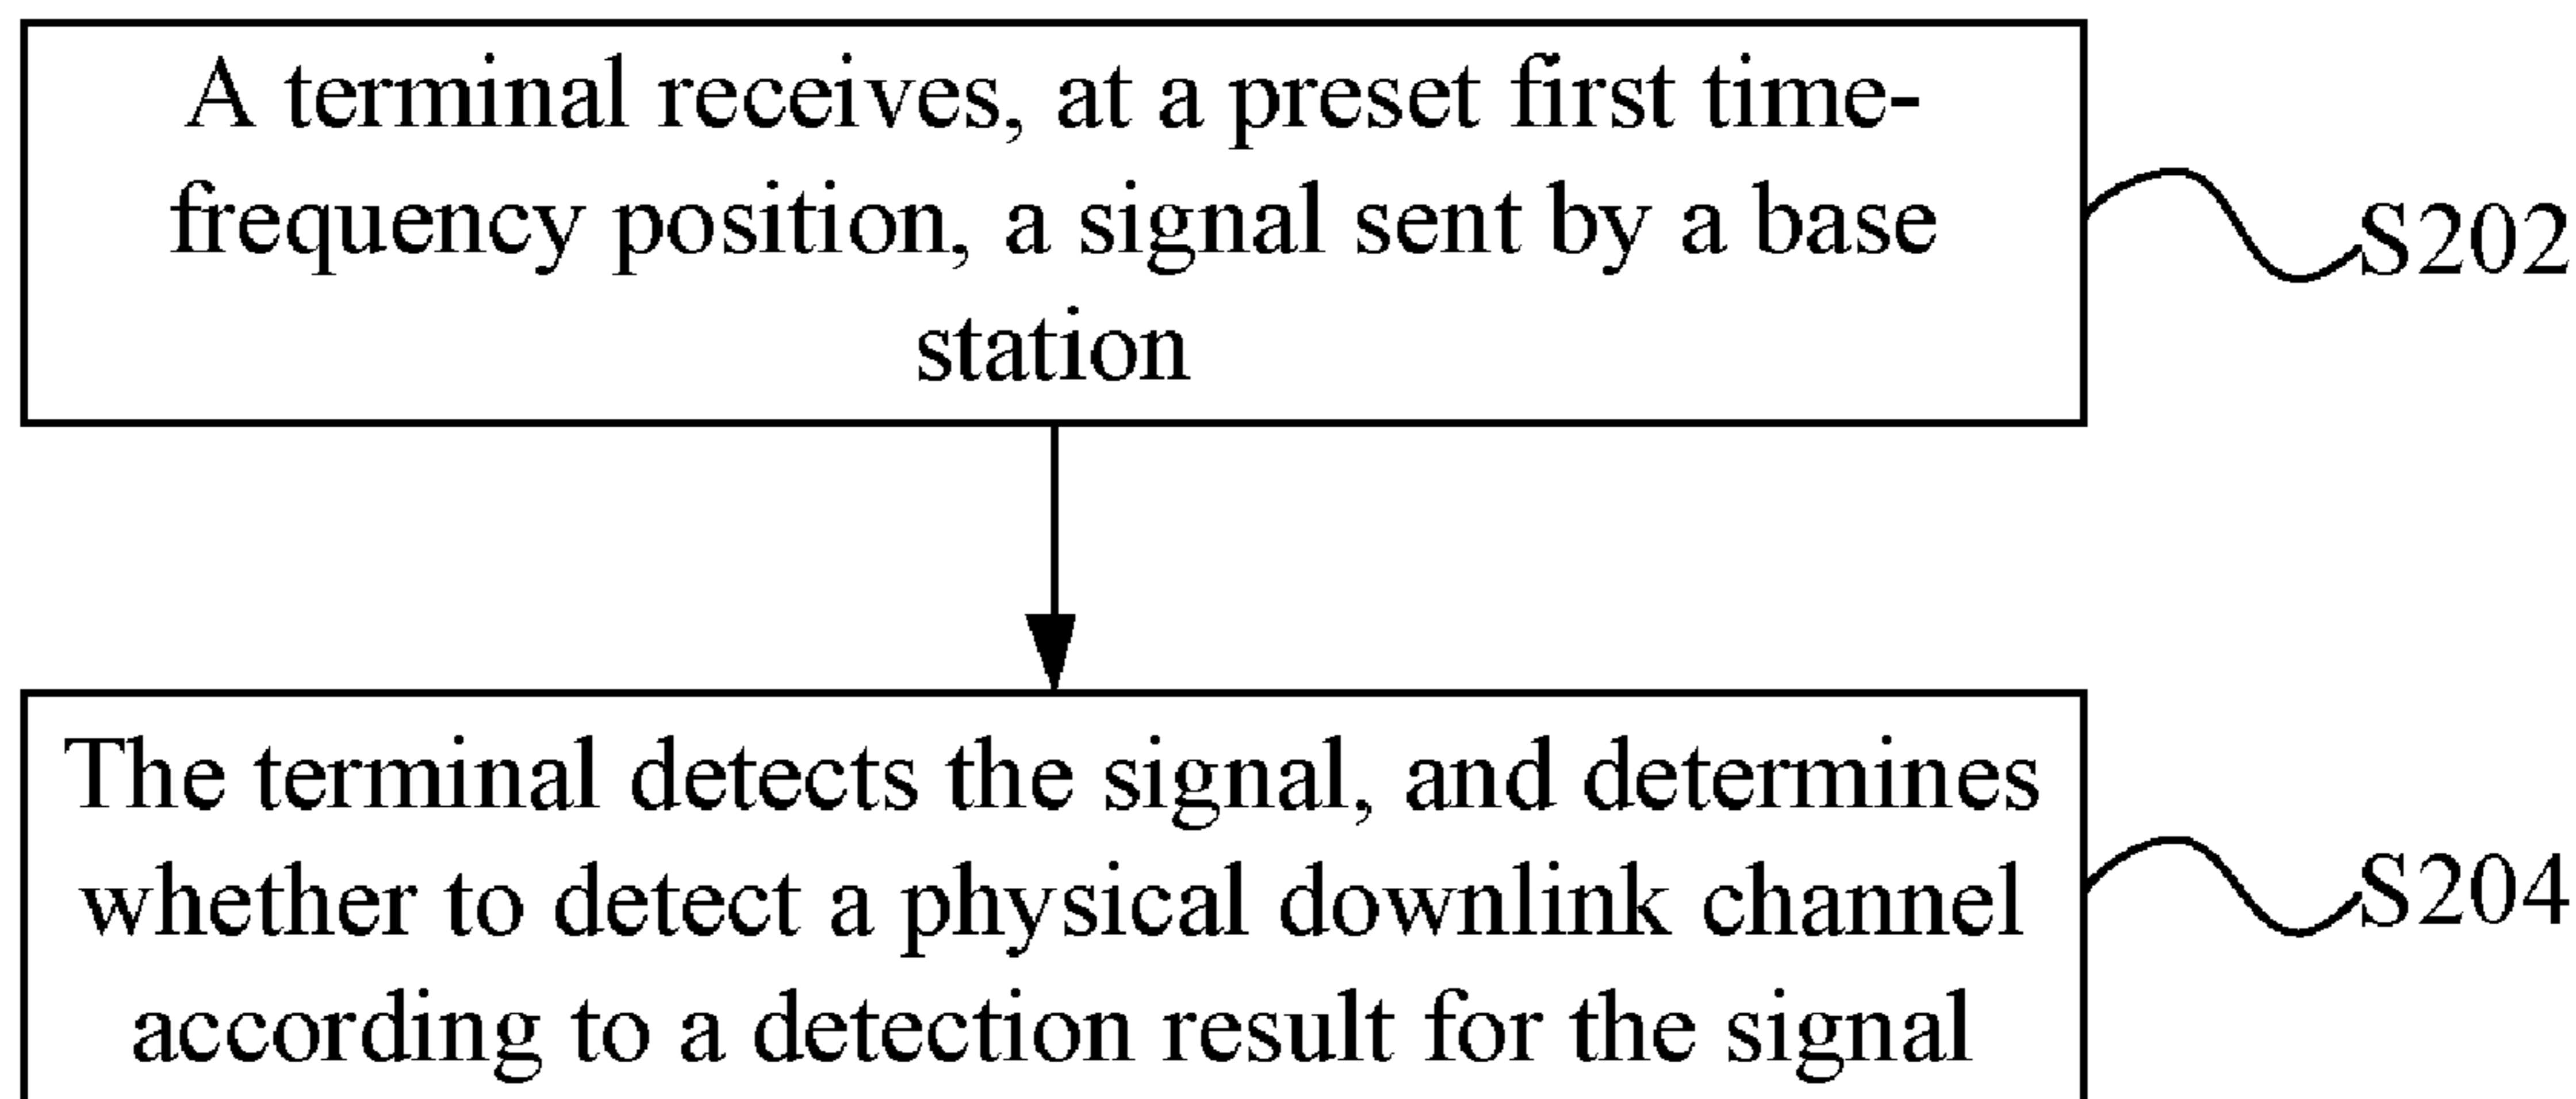 A terminal receives, at a preset first time-
frequency position, a signal sent by a base
station
S202
The terminal detects the signal, and determines
whether to detect a physical downlink channel
according to a detection result for the signal
S204